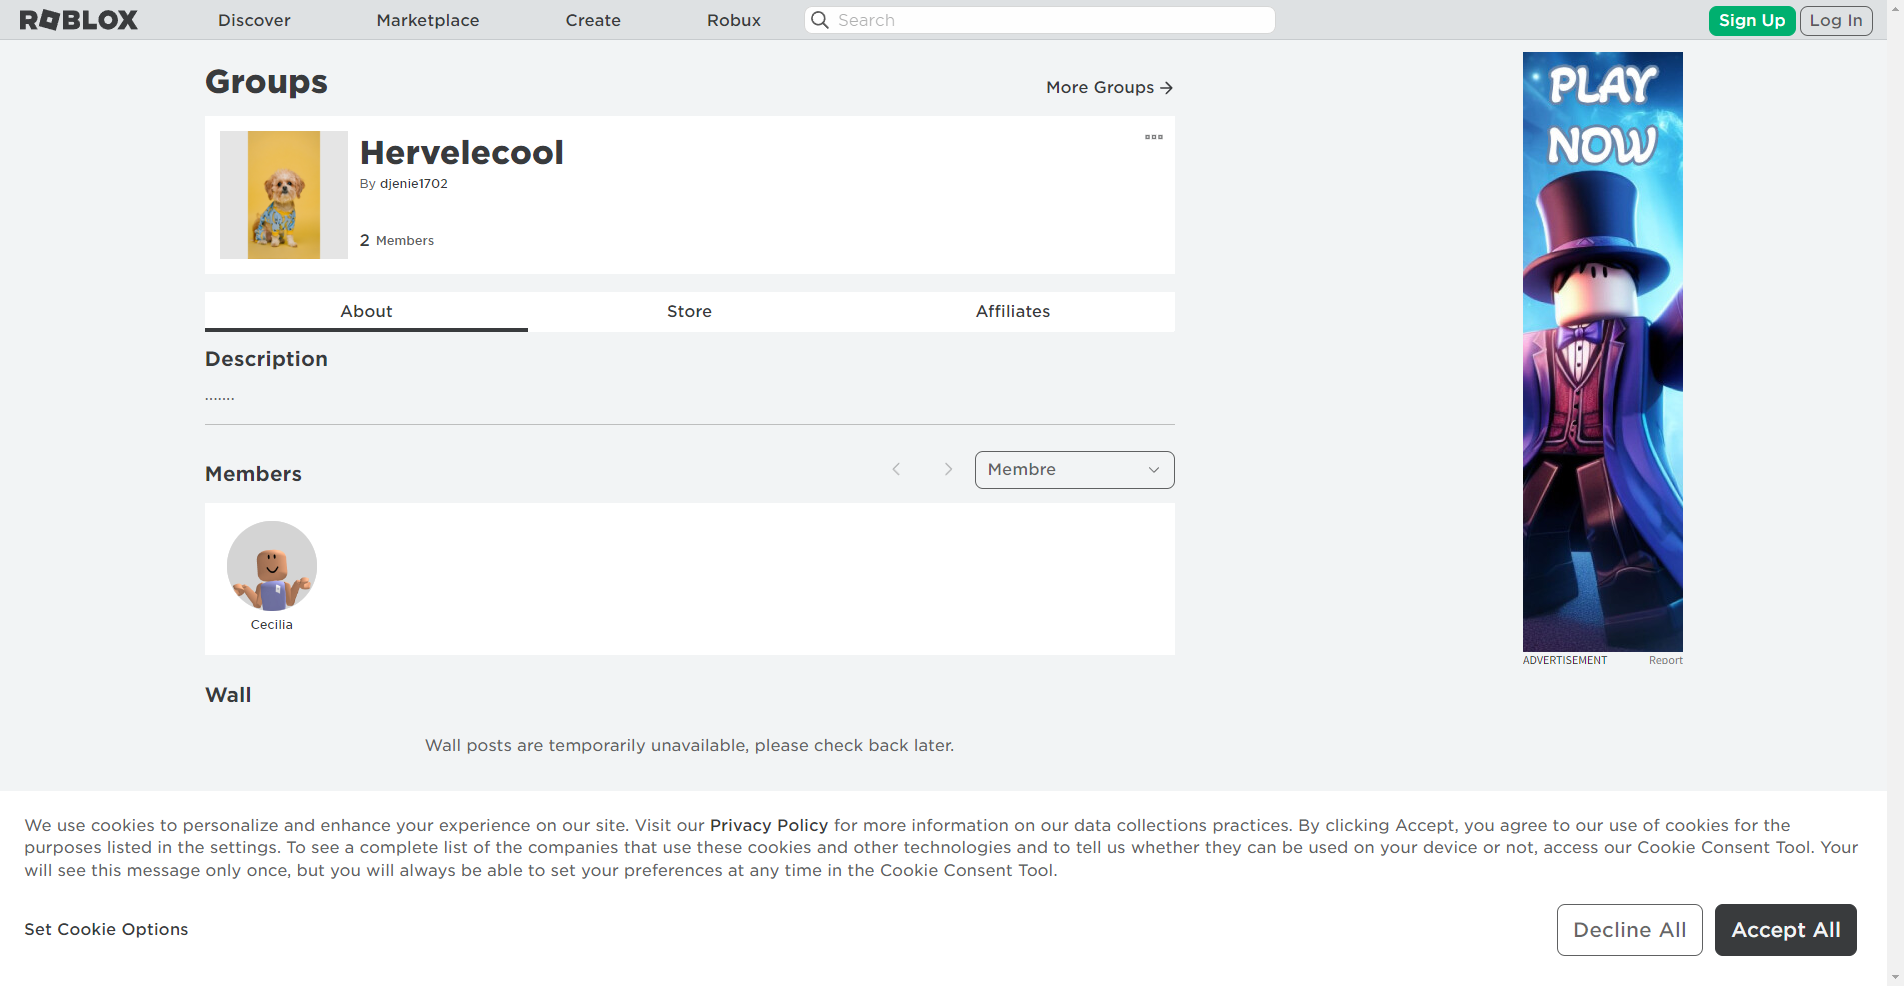 ROBLOX Discover Marketplace Create Robux Search Sign Up Log In
Groups
More Groups
Hervelecool
By djenie1702
2 Members
About Store Affiliates
Description
.......
Members
Membre
Cecilia
Wall
Wall posts are temporarily unavailable, please check back later.
PLAY
NOW
ADVERTISEMENT Report
We use cookies to personalize and enhance your experience on our site. Visit our Privacy Policy for more information on our data collections practices. By clicking Accept, you agree to our use of cookies for the
purposes listed in the settings. To see a complete list of the companies that use these cookies and other technologies and to tell us whether they can be used on your device or not, access our Cookie Consent Tool. Your
will see this message only once, but you will always be able to set your preferences at any time in the Cookie Consent Tool.
Set Cookie Options
Decline All
Accept All